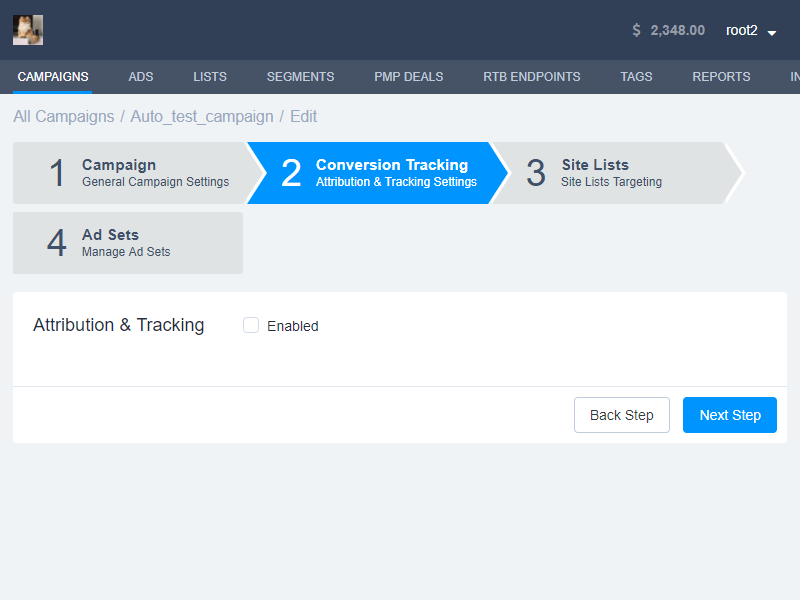 $ 2,348.00 root2
CAMPAIGNS ADS LISTS SEGMENTS PMP DEALS RTB ENDPOINTS TAGS REPORTS IN
All Campaigns / Auto_test_campaign / Edit
1 Campaign
General Campaign Settings
2 Conversion Tracking
Attribution & Tracking Settings
3 Site Lists
Site Lists Targeting
4 Ad Sets
Manage Ad Sets
Attribution & Tracking Enabled
Back Step Next Step